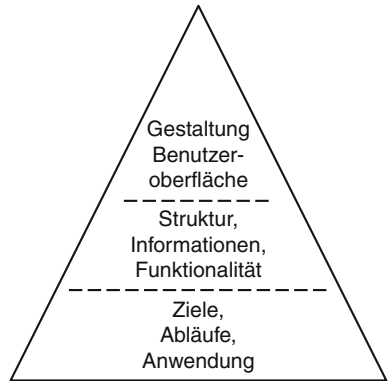 Gestaltung
Benutzer-
oberfläche
Struktur,
Informationen,
Funktionalität
Ziele,
Abläufe,
Anwendung